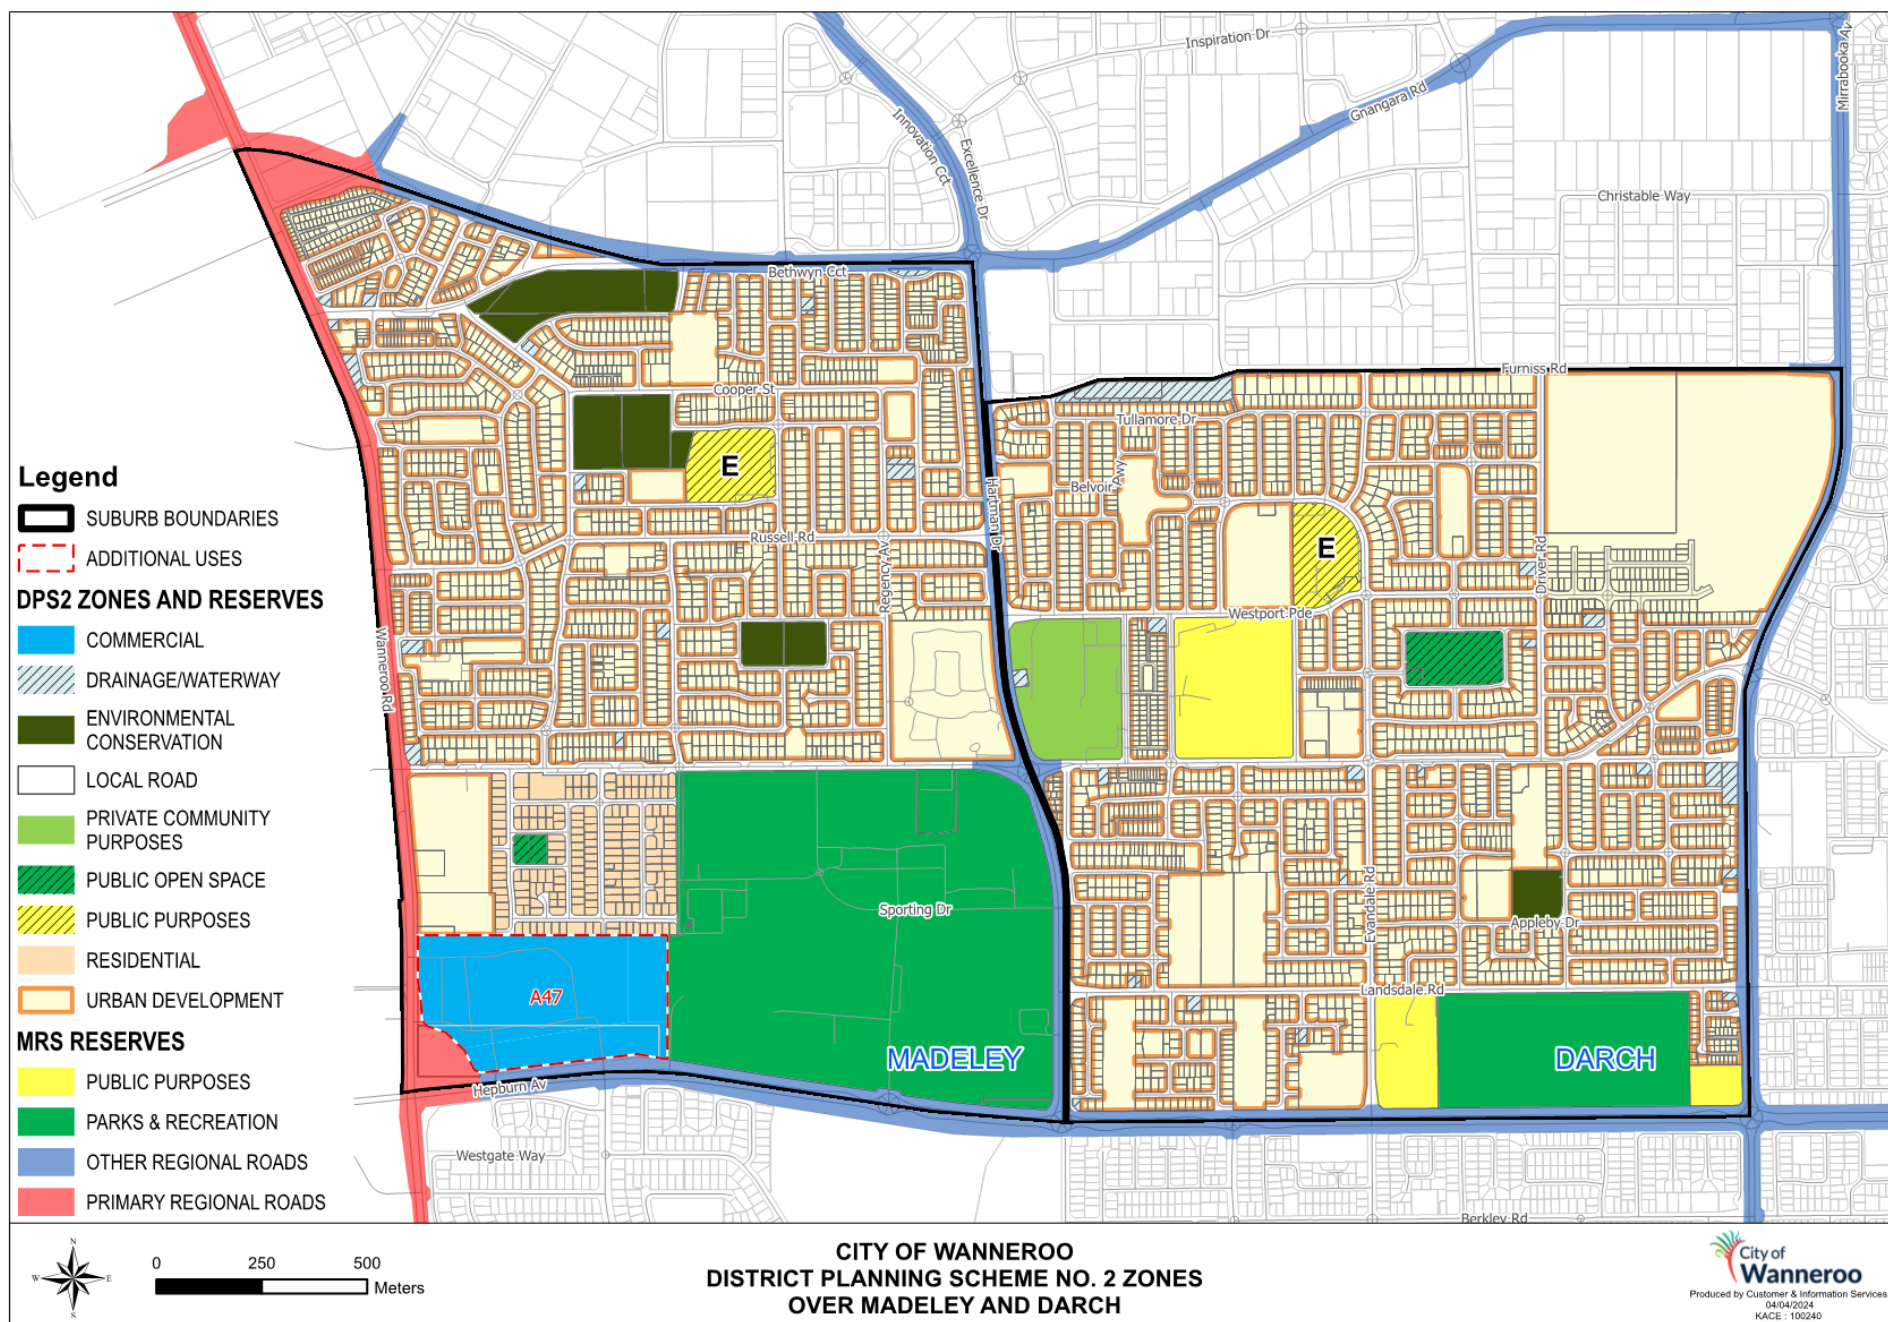 Inspiration Dr
Mirrabooka Av
Gnangara Rd
Innovation Cct
Excellence Dr
Christable Way
Bethwyn Cct
Furniss Rd
Cooper St
Tullamore Dr
E
Belvoir Pwy
Hartman Dr
Russell Rd
Regency Av
E
Driver Rd
Westport Pde
Wanneroo Rd
Sporting Dr
Evandale Rd
Appleby Dr
Landsdale Rd
A47
MADELEY
DARCH
Hepburn Av
Westgate Way
Berkley Rd
Legend
SUBURB BOUNDARIES
ADDITIONAL USES
DPS2 ZONES AND RESERVES
COMMERCIAL
DRAINAGE/WATERWAY
ENVIRONMENTAL
CONSERVATION
LOCAL ROAD
PRIVATE COMMUNITY
PURPOSES
PUBLIC OPEN SPACE
PUBLIC PURPOSES
RESIDENTIAL
URBAN DEVELOPMENT
MRS RESERVES
PUBLIC PURPOSES
PARKS & RECREATION
OTHER REGIONAL ROADS
PRIMARY REGIONAL ROADS
N
W
E
S
0 250 500
Meters
CITY OF WANNEROO
DISTRICT PLANNING SCHEME NO. 2 ZONES
OVER MADELEY AND DARCH
City of
Wanneroo
Produced by Customer & Information Services
04/04/2024
KACE : 100240